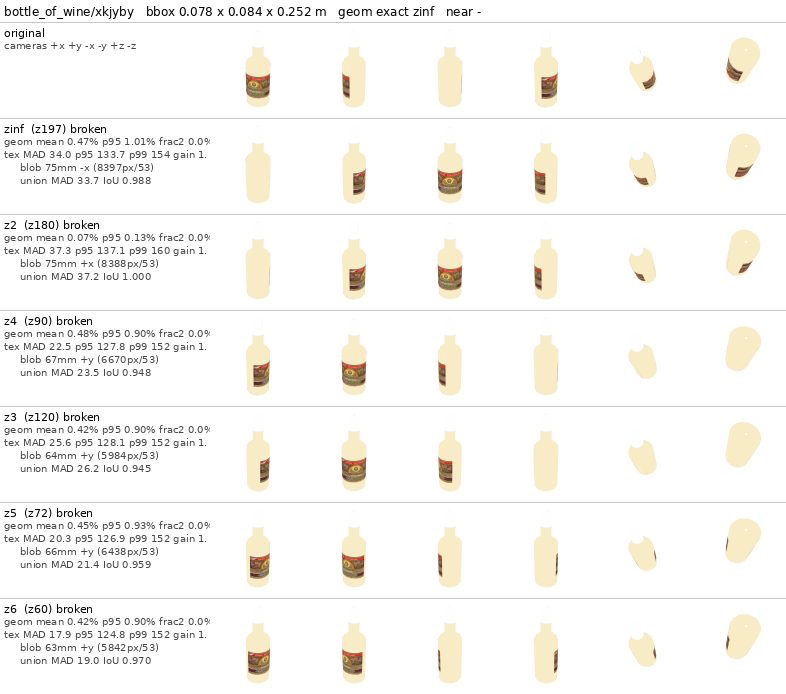 bottle_of_wine/xkjyby bbox 0.078 x 0.084 x 0.252 m geom exact zinf near -
original
cameras +x +y -x -y +z -z
zinf (z197) broken
geom mean 0.47% p95 1.01% frac2 0.0%
tex MAD 34.0 p95 133.7 p99 154 gain 1.
blob 75mm -x (8397px/53)
union MAD 33.7 IoU 0.988
z2 (z180) broken
geom mean 0.07% p95 0.13% frac2 0.0%
tex MAD 37.3 p95 137.1 p99 160 gain 1.
blob 75mm +x (8388px/53)
union MAD 37.2 IoU 1.000
z4 (z90) broken
geom mean 0.48% p95 0.90% frac2 0.0%
tex MAD 22.5 p95 127.8 p99 152 gain 1.
blob 67mm +y (6670px/53)
union MAD 23.5 IoU 0.948
z3 (z120) broken
geom mean 0.42% p95 0.90% frac2 0.0%
tex MAD 25.6 p95 128.1 p99 152 gain 1.
blob 64mm +y (5984px/53)
union MAD 26.2 IoU 0.945
z5 (z72) broken
geom mean 0.45% p95 0.93% frac2 0.0%
tex MAD 20.3 p95 126.9 p99 152 gain 1.
blob 66mm +y (6438px/53)
union MAD 21.4 IoU 0.959
z6 (z60) broken
geom mean 0.42% p95 0.90% frac2 0.0%
tex MAD 17.9 p95 124.8 p99 152 gain 1.
blob 63mm +y (5842px/53)
union MAD 19.0 IoU 0.970